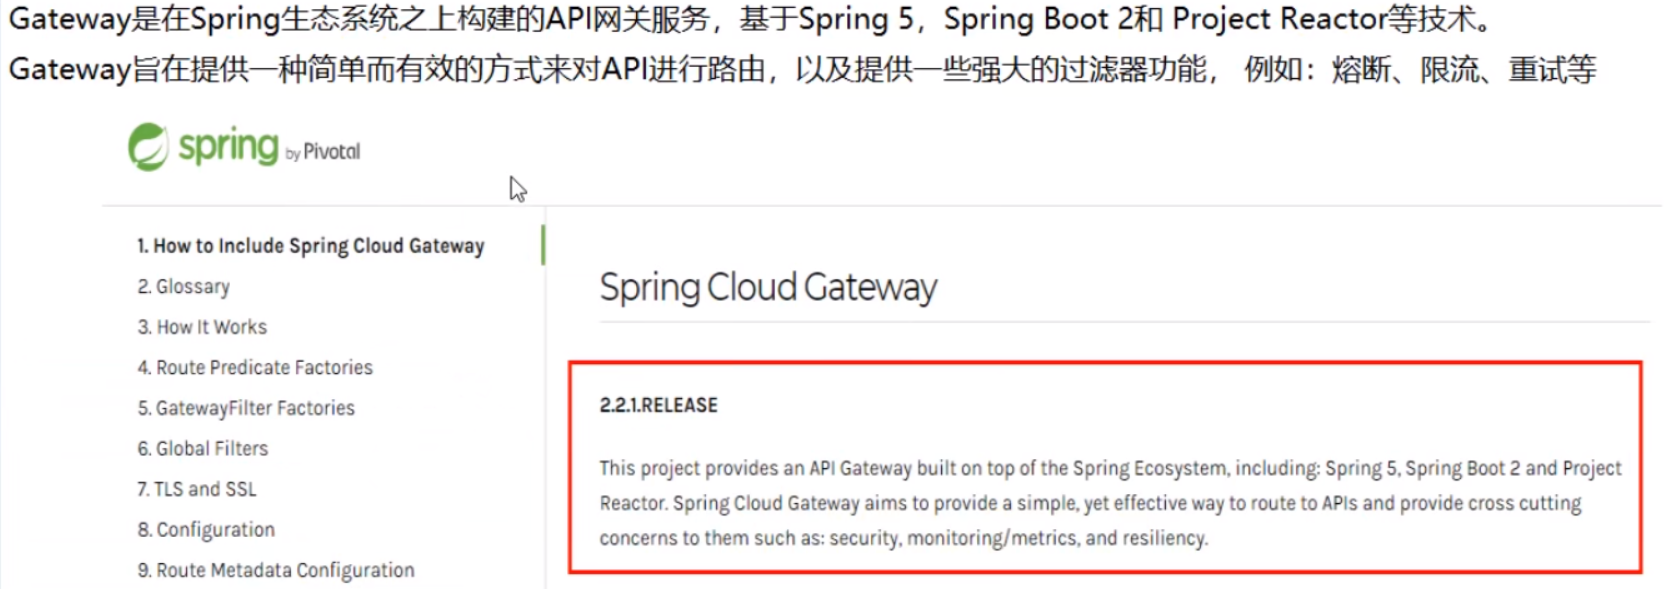 Gateway是在Spring生态系统之上构建的API网关服务，基于Spring 5，Spring Boot 2和 Project Reactor等技术。
Gateway旨在提供一种简单而有效的方式来对API进行路由，以及提供一些强大的过滤器功能， 例如：熔断、限流、重试等
spring by Pivotal
1. How to Include Spring Cloud Gateway
2. Glossary
3. How It Works
4. Route Predicate Factories
5. GatewayFilter Factories
6. Global Filters
7. TLS and SSL
8. Configuration
9. Route Metadata Configuration
Spring Cloud Gateway
2.2.1.RELEASE
This project provides an API Gateway built on top of the Spring Ecosystem, including: Spring 5, Spring Boot 2 and Project
Reactor. Spring Cloud Gateway aims to provide a simple, yet effective way to route to APIs and provide cross cutting
concerns to them such as: security, monitoring/metrics, and resiliency.